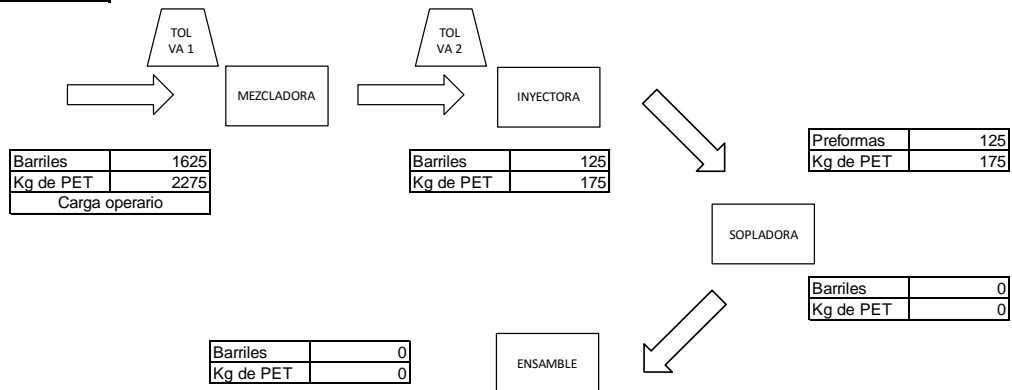 TOL
VA 1
TOL
VA 2
MEZCLADORA
INYECTORA
Barriles 1625
Kg de PET 2275
Carga operario
Barriles 125
Kg de PET 175
Preformas 125
Kg de PET 175
SOPLADORA
Barriles 0
Kg de PET 0
Barriles 0
Kg de PET 0
ENSAMBLE